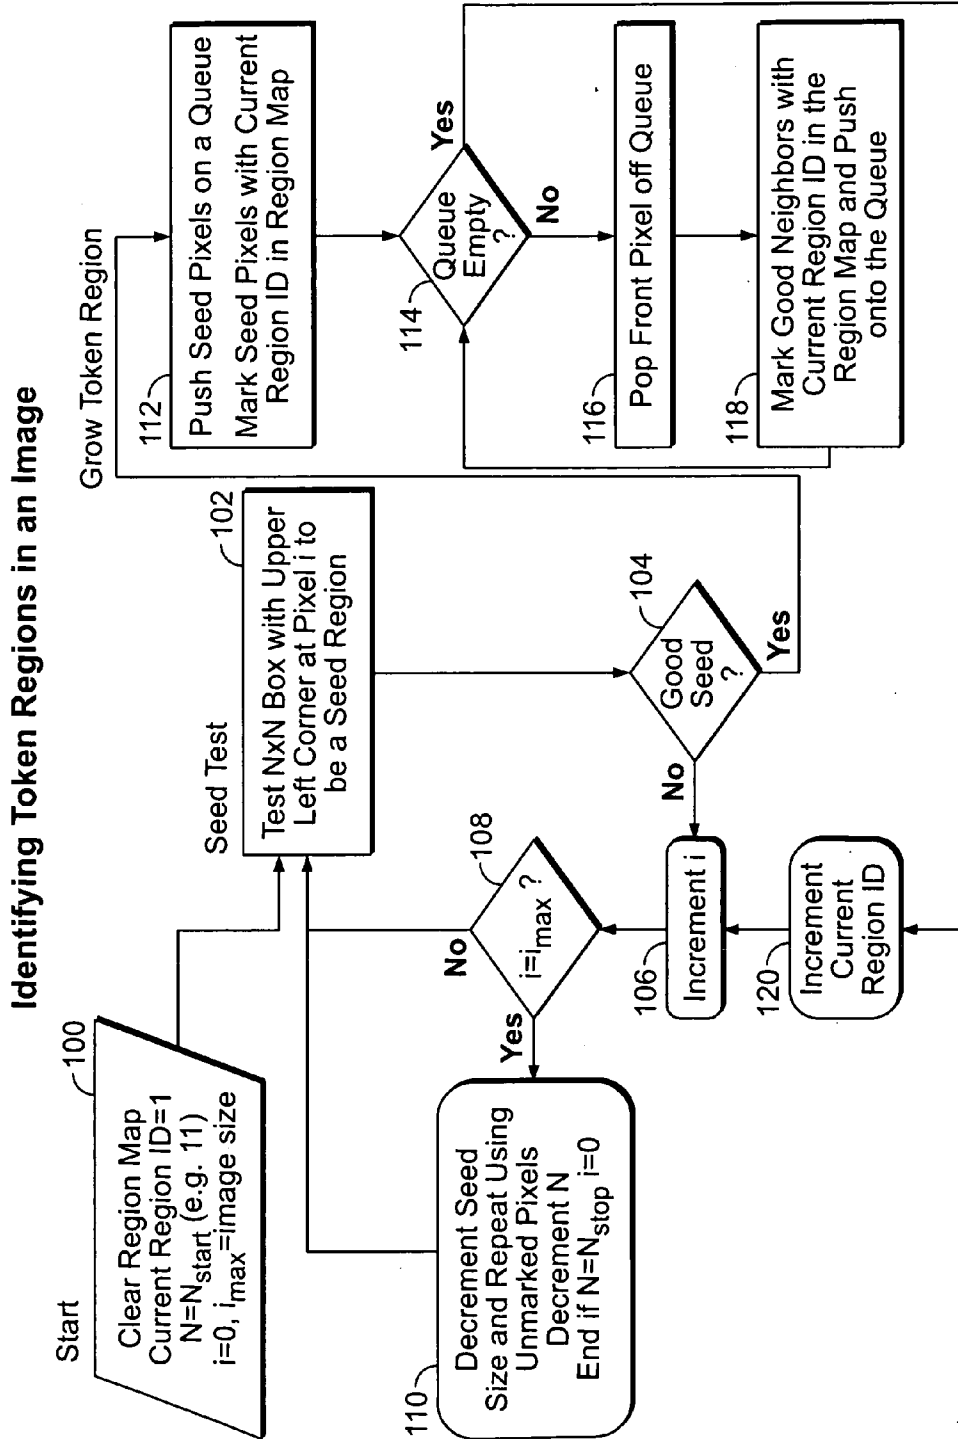 Identifying Token Regions in an Image
Start
100
Clear Region Map
Current Region ID=1
N=Nstart (e.g. 11)
i=0, imax=image size
Seed Test
102
Test NxN Box with Upper
Left Corner at Pixel i to
be a Seed Region
104
Good
Seed
?
Yes
No
106
Increment i
108
i=imax ?
No
Yes
110
Decrement Seed
Size and Repeat Using
Unmarked Pixels
Decrement N
End if N=Nstop i=0
Grow Token Region
112
Push Seed Pixels on a Queue
Mark Seed Pixels with Current
Region ID in Region Map
114
Queue
Empty
?
Yes
No
116
Pop Front Pixel off Queue
118
Mark Good Neighbors with
Current Region ID in the
Region Map and Push
onto the Queue
120
Increment
Current
Region ID